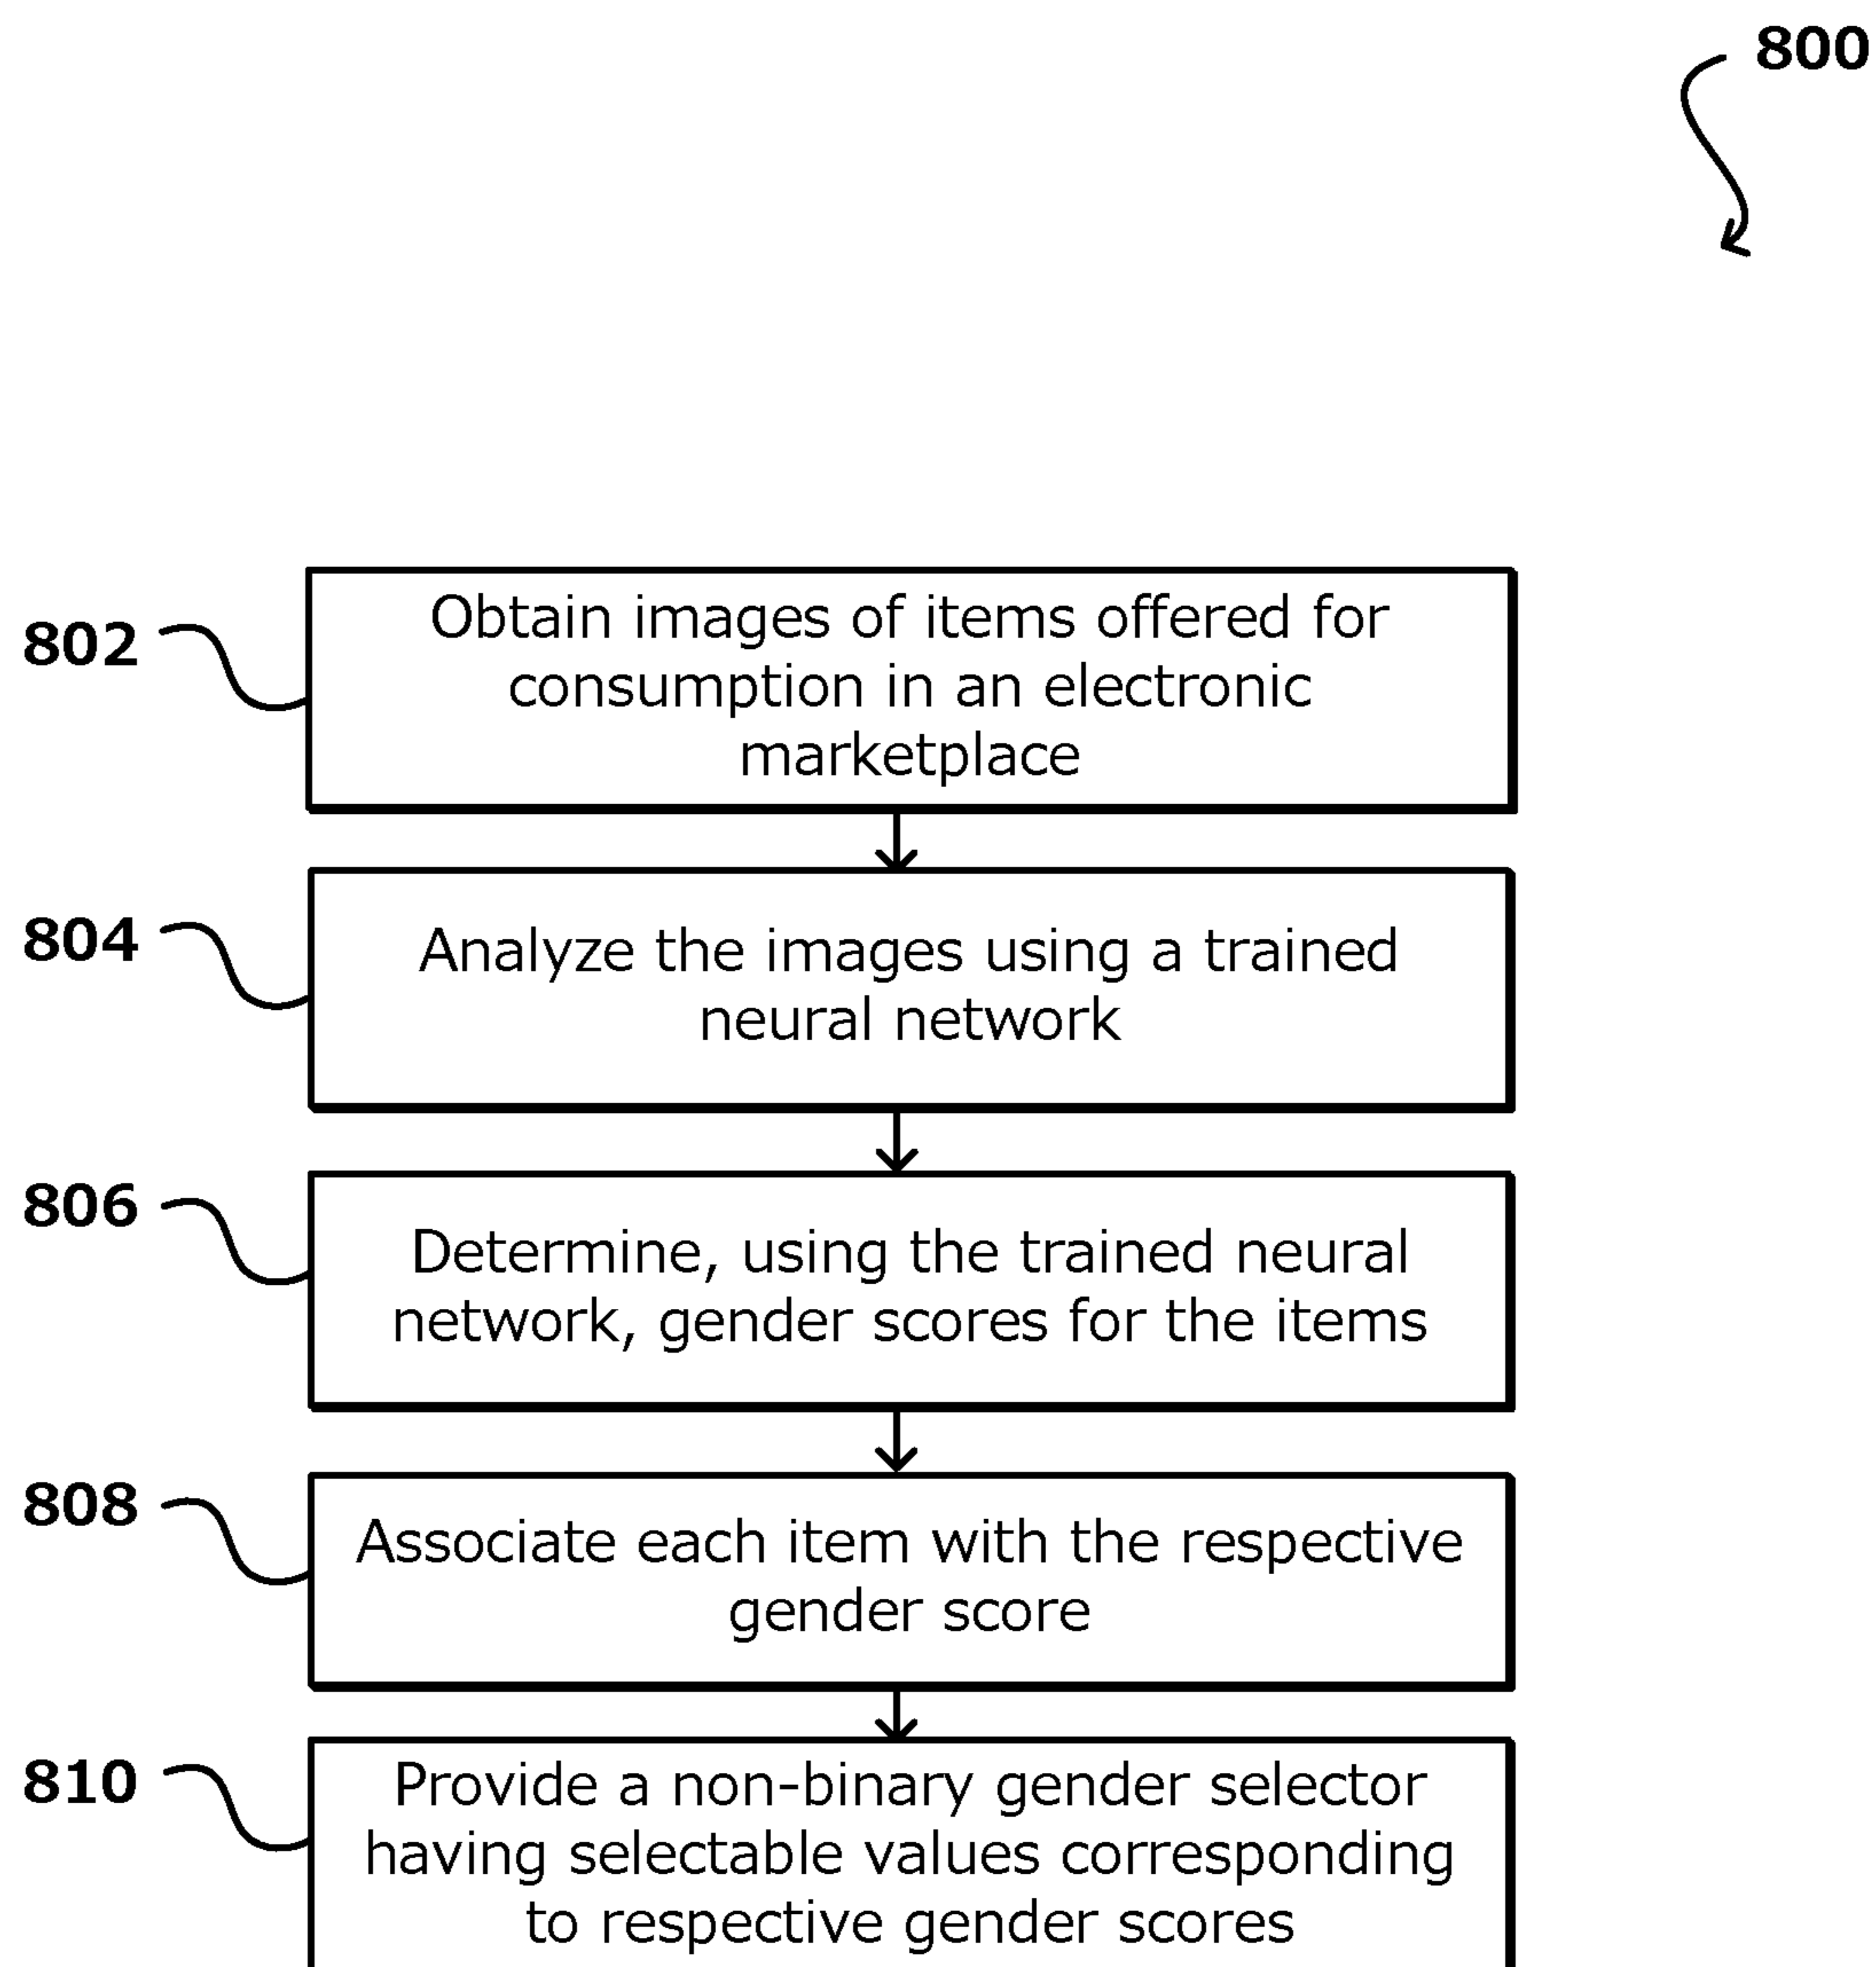 800
802
Obtain images of items offered for
consumption in an electronic
marketplace
804
Analyze the images using a trained
neural network
806
Determine, using the trained neural
network, gender scores for the items
808
Associate each item with the respective
gender score
810
Provide a non-binary gender selector
having selectable values corresponding
to respective gender scores